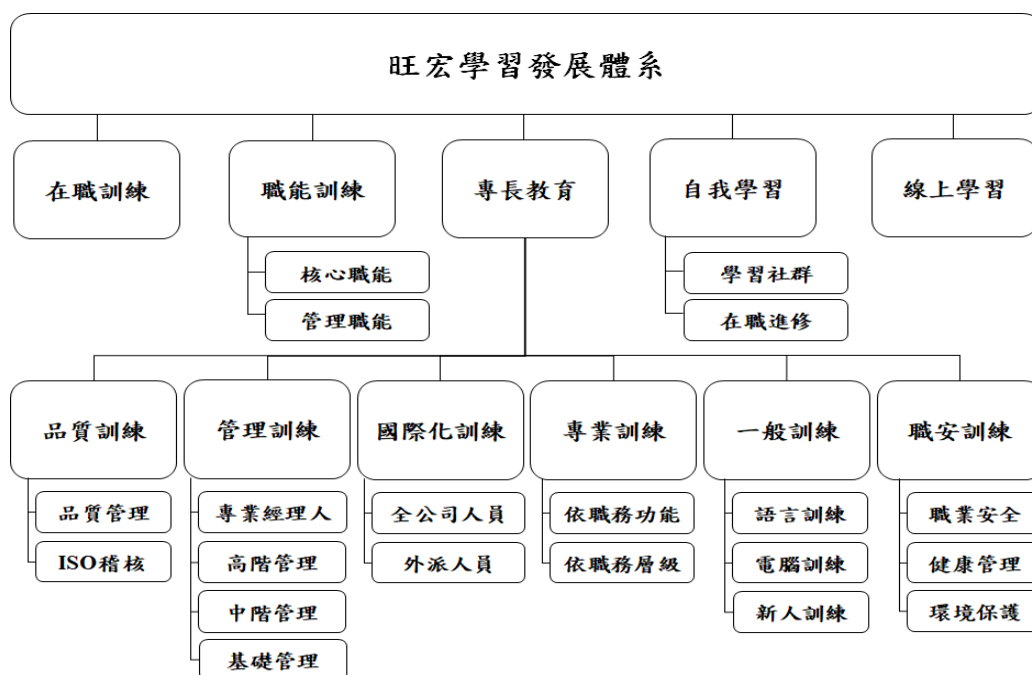 旺宏學習發展體系
在職訓練
職能訓練
專長教育
自我學習
線上學習
核心職能
管理職能
學習社群
在職進修
品質訓練
管理訓練
國際化訓練
專業訓練
一般訓練
職安訓練
品質管理
ISO稽核
專業經理人
高階管理
中階管理
基礎管理
全公司人員
外派人員
依職務功能
依職務層級
語言訓練
電腦訓練
新人訓練
職業安全
健康管理
環境保護